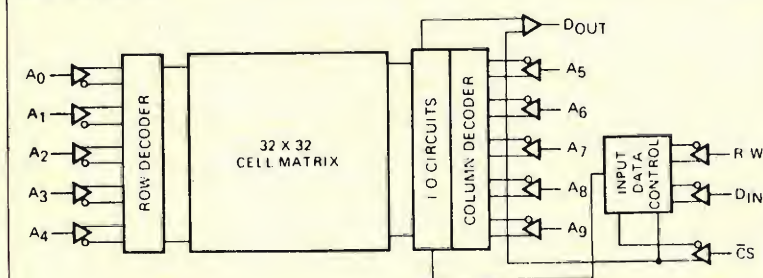 A0
A1
A2
A3
A4
ROW DECODER
32 X 32
CELL MATRIX
I O CIRCUITS
COLUMN DECODER
DOUT
A5
A6
A7
A8
A9
INPUT
DATA
CONTROL
R W
DIN
CS